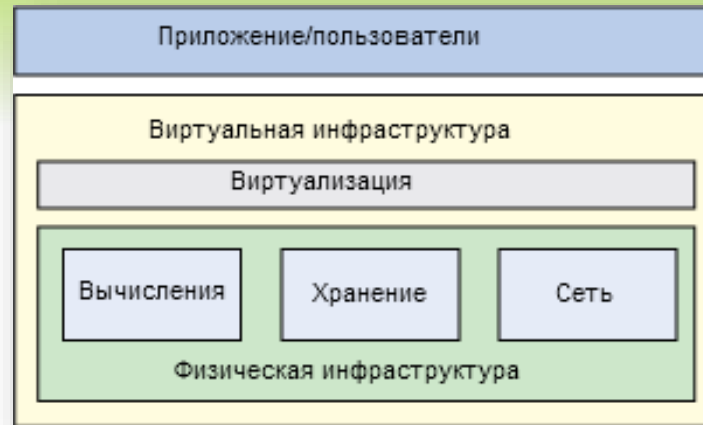 Приложение/пользователи
Виртуальная инфраструктура
Виртуализация
Вычисления
Хранение
Сеть
Физическая инфраструктура